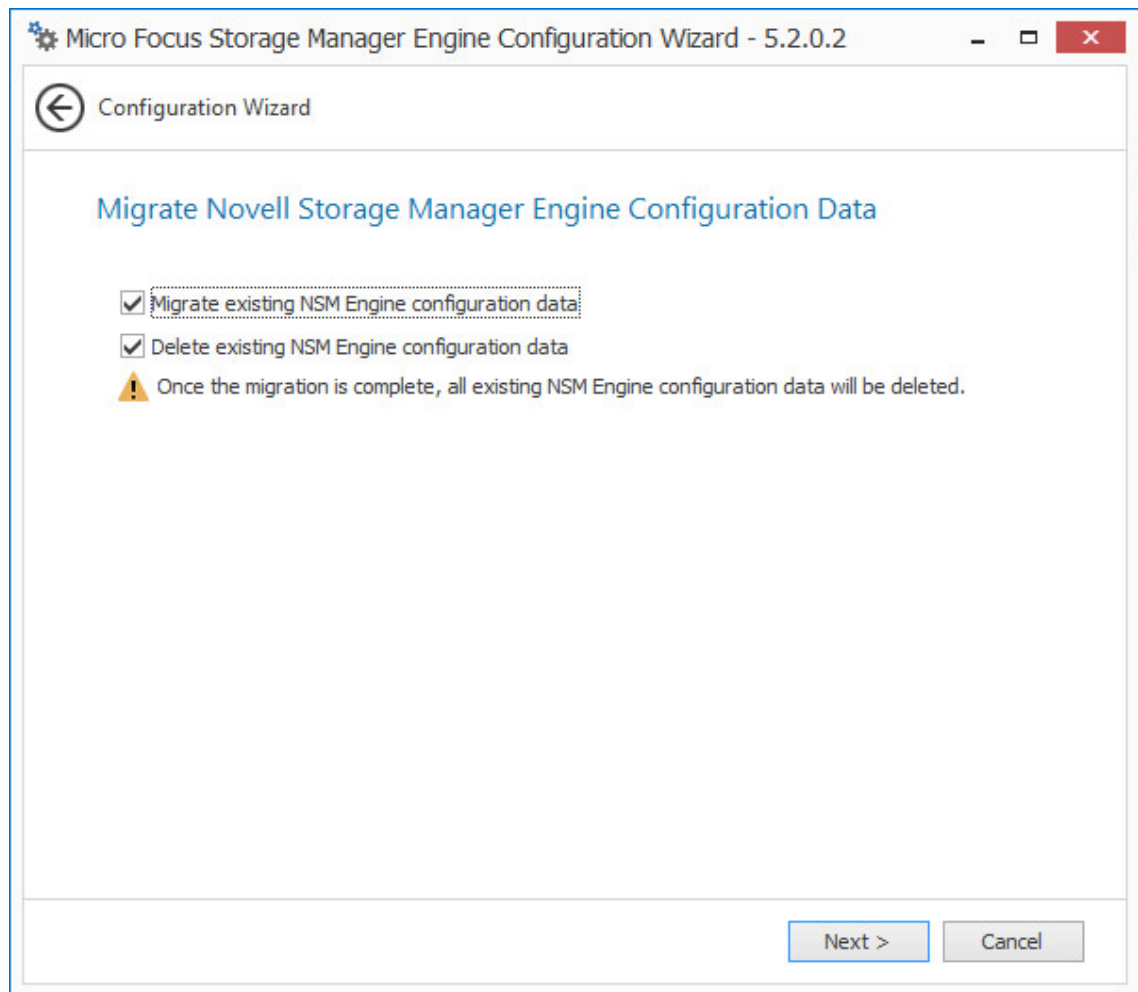 Micro Focus Storage Manager Engine Configuration Wizard - 5.2.0.2
Configuration Wizard
Migrate Novell Storage Manager Engine Configuration Data
Migrate existing NSM Engine configuration data
Delete existing NSM Engine configuration data
Once the migration is complete, all existing NSM Engine configuration data will be deleted.
Next > Cancel